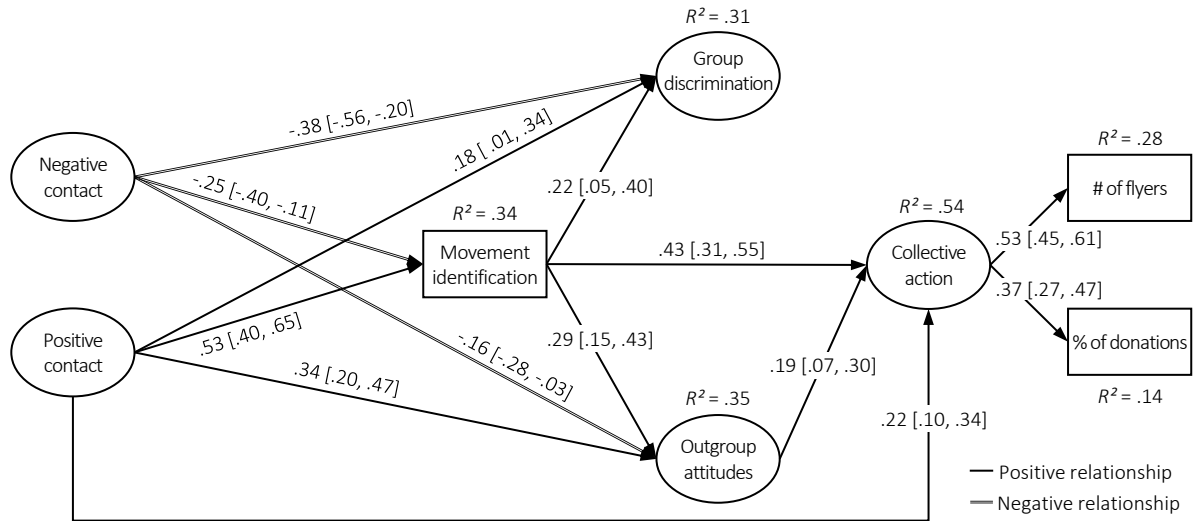 R² = .31
Group
discrimination
-.38 [-.56, -.20]
.18 [ .01, .34]
Negative
contact
-.25 [-.40, -.11]
.22 [.05, .40]
R² = .28
# of flyers
R² = .34
Movement
identification
.43 [.31, .55]
R² = .54
Collective
action
.53 [.45, .61]
.37 [.27, .47]
Positive
contact
.53 [.40, .65]
.29 [.15, .43]
-.16 [-.28, -.03]
.34 [.20, .47]
.19 [.07, .30]
% of donations
R² = .14
R² = .35
Outgroup
attitudes
.22 [.10, .34]
Positive relationship
Negative relationship